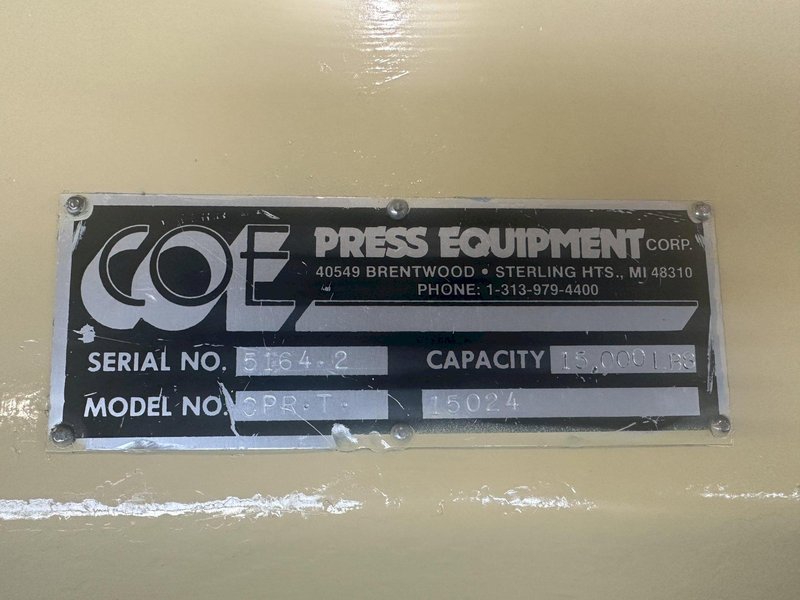 COE PRESS EQUIPMENT CORP.
40549 BRENTWOOD • STERLING HTS., MI 48310
PHONE: 1-313-979-4400
SERIAL NO. 5164-2 CAPACITY 15,000 LBS
MODEL NO. CPR-T- 15024